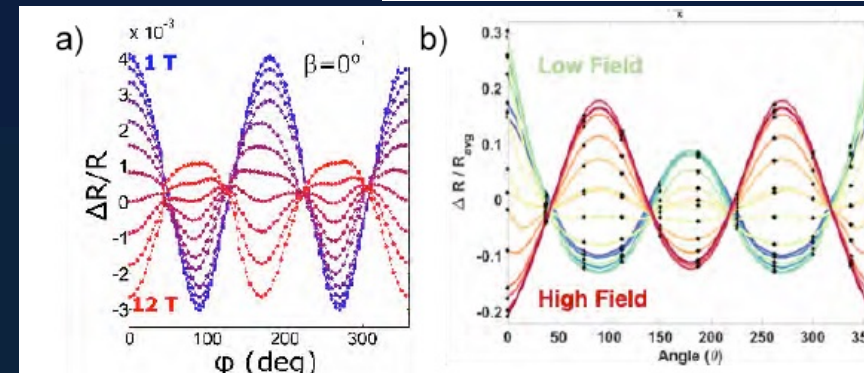 a)
x 10⁻³
1 T
β=0°
4
3
2
1
0
-1
-2
-3
12 T
ΔR/R
0
100
200
300
φ (deg)
b)
0.3
0.2
0.1
0
-0.1
-0.2
Δ R / R avg
Low Field
High Field
0
50
100
150
200
250
300
Angle (θ)